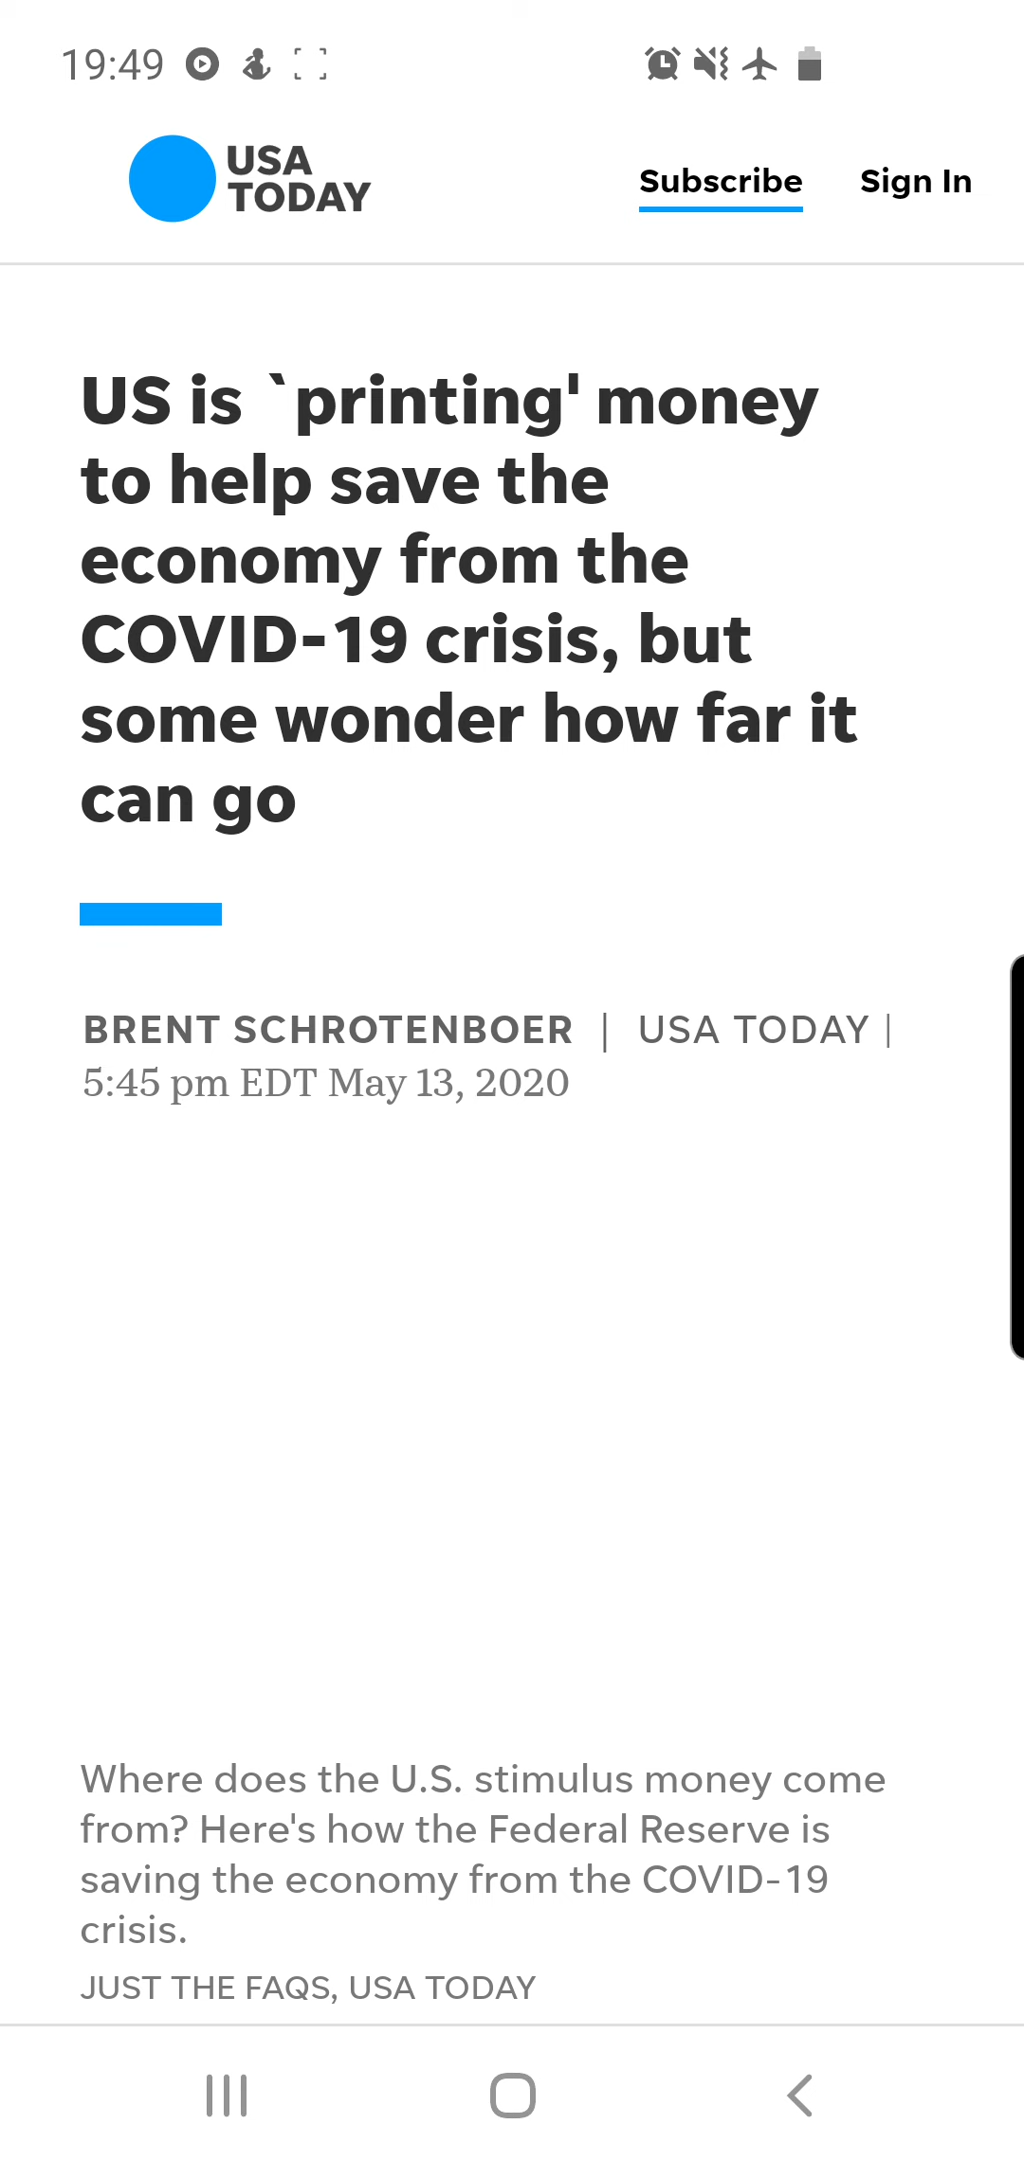 19:49
USA
TODAY
Subscribe
Sign In
US is `printing' money
to help save the
economy from the
COVID-19 crisis, but
some wonder how far it
can go
BRENT SCHROTENBOER | USA TODAY |
5:45 pm EDT May 13, 2020
Where does the U.S. stimulus money come
from? Here's how the Federal Reserve is
saving the economy from the COVID-19
crisis.
JUST THE FAQS, USA TODAY